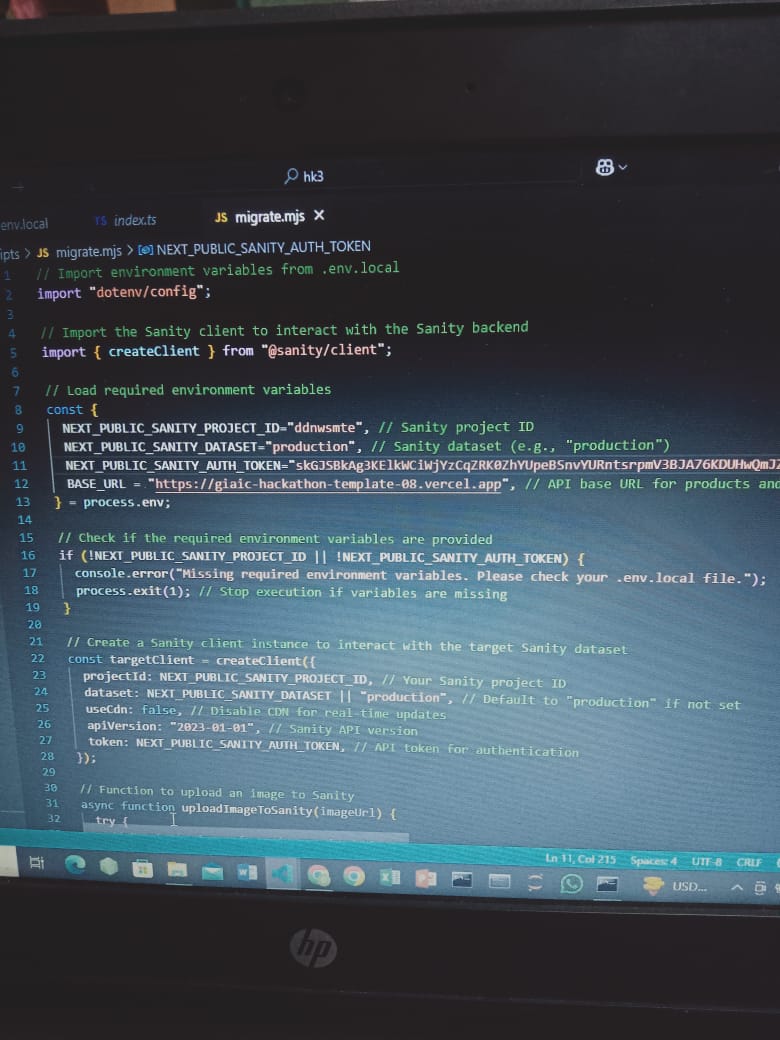 hk3
env.local TS index.ts JS migrate.mjs ×
ipts > JS migrate.mjs > NEXT_PUBLIC_SANITY_AUTH_TOKEN
1 // Import environment variables from .env.local
2 import "dotenv/config";
3
4 // Import the Sanity client to interact with the Sanity backend
5 import { createClient } from "@sanity/client";
6
7 // Load required environment variables
8 const {
9 NEXT_PUBLIC_SANITY_PROJECT_ID="ddnwsmte", // Sanity project ID
10 NEXT_PUBLIC_SANITY_DATASET="production", // Sanity dataset (e.g., "production")
11 NEXT_PUBLIC_SANITY_AUTH_TOKEN=
12 BASE_URL = "https://giaic-hackathon-template-08.vercel.app", // API base URL for products and
13 } = process.env;
14
15 // Check if the required environment variables are provided
16 if (!NEXT_PUBLIC_SANITY_PROJECT_ID || !NEXT_PUBLIC_SANITY_AUTH_TOKEN) {
17 console.error("Missing required environment variables. Please check your .env.local file.");
18 process.exit(1); // Stop execution if variables are missing
19 }
20
21 // Create a Sanity client instance to interact with the target Sanity dataset
22 const targetClient = createClient({
23 projectId: NEXT_PUBLIC_SANITY_PROJECT_ID, // Your Sanity project ID
24 dataset: NEXT_PUBLIC_SANITY_DATASET || "production", // Default to "production" if not set
25 useCdn: false, // Disable CDN for real-time updates
26 apiVersion: "2023-01-01", // Sanity API version
27 token: NEXT_PUBLIC_SANITY_AUTH_TOKEN, // API token for authentication
28 });
29
30 // Function to upload an image to Sanity
31 async function uploadImageToSanity(imageUrl) {
32 try {
Ln 11, Col 215 Spaces: 4 UTF-8 CRLF
USD...
hp